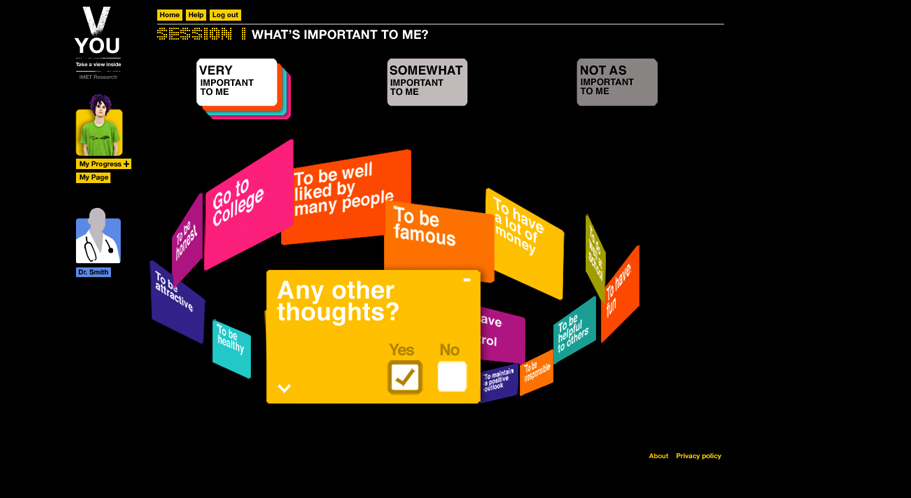 V
YOU
Take a view inside
iMET Research
Home Help Log out
SESSION 1 WHAT'S IMPORTANT TO ME?
VERY
IMPORTANT
TO ME
SOMEWHAT
IMPORTANT
TO ME
NOT AS
IMPORTANT
TO ME
My Progress +
My Page
Dr. Smith
To be
honest
Go to
College
To be well
liked by
many people
To be
famous
To have
a lot of
money
To have
fun
To be
attractive
To be
healthy
Any other
thoughts?
Yes No
To be
helpful
to others
To maintain
a positive
outlook
To be
responsible
About Privacy policy